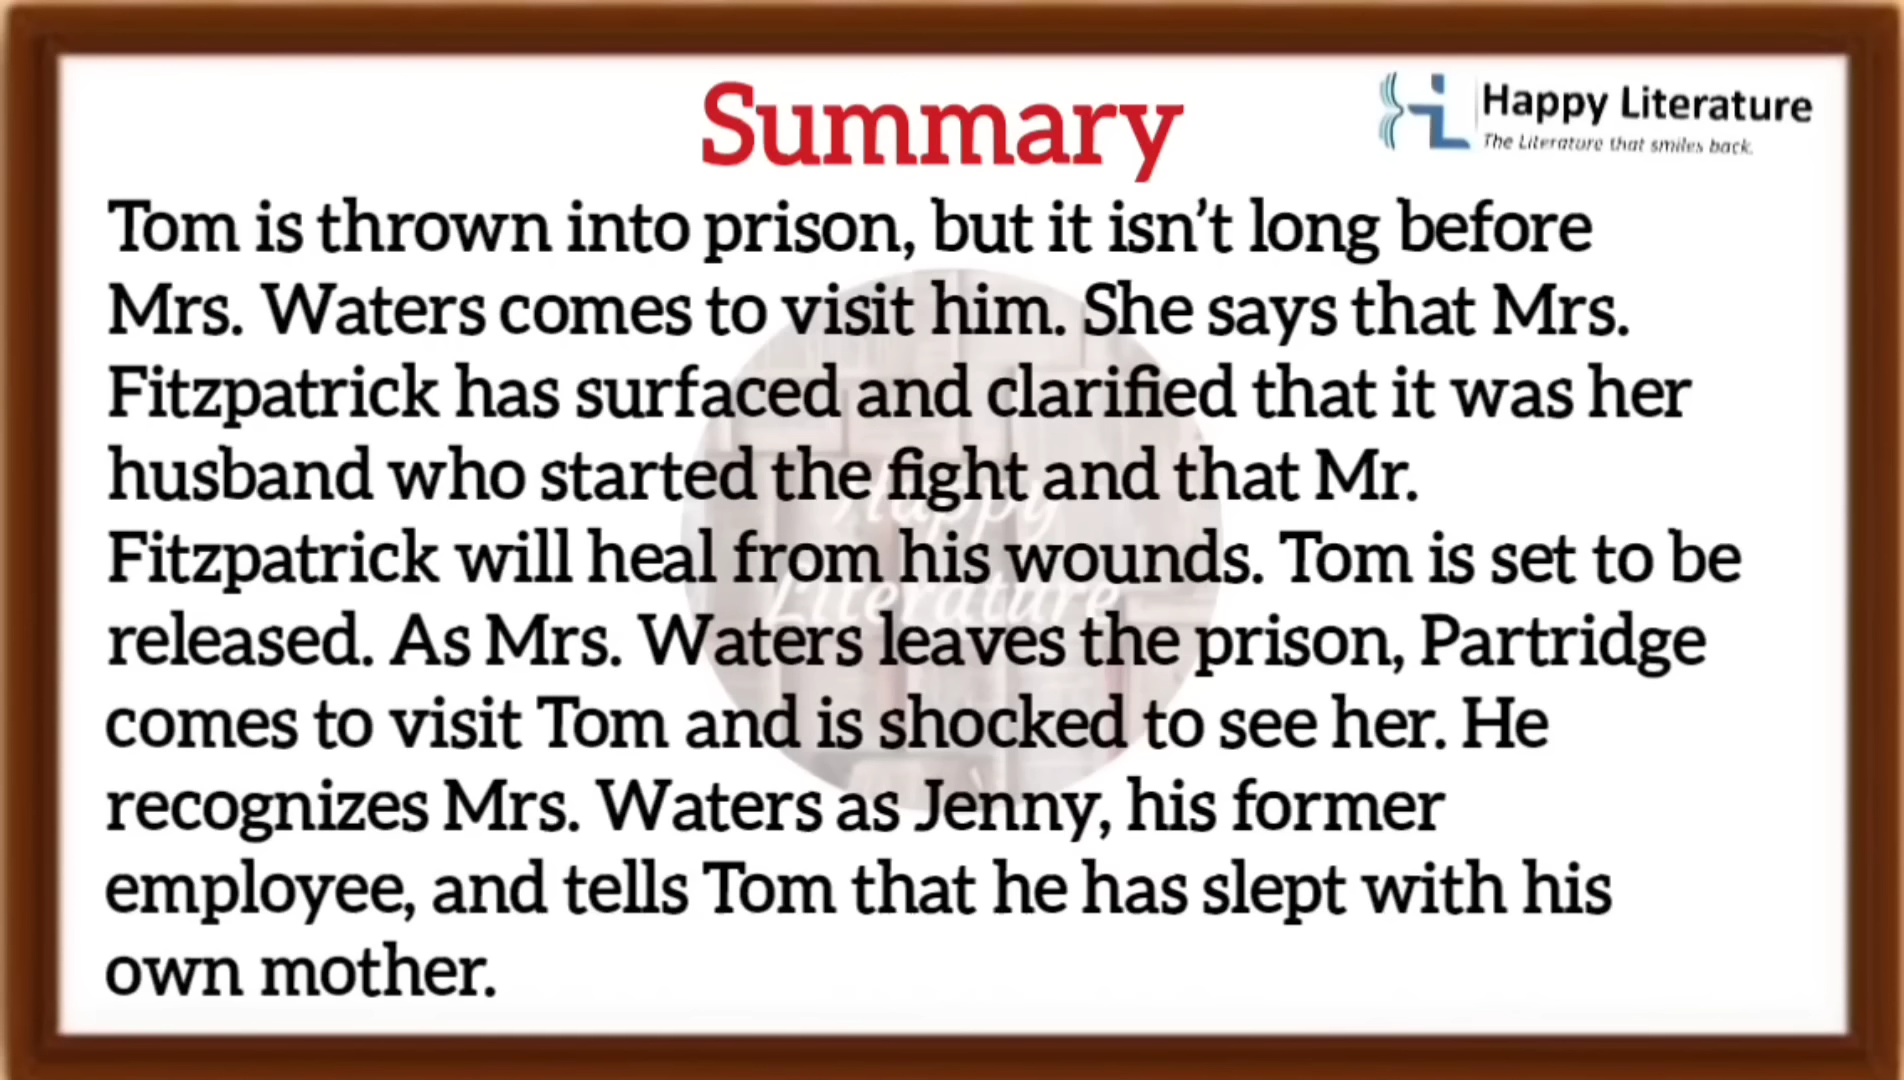 Summary
Happy Literature
The Literature that smiles back.
Tom is thrown into prison, but it isn't long before
Mrs. Waters comes to visit him. She says that Mrs.
Fitzpatrick has surfaced and clarified that it was her
husband who started the fight and that Mr.
Fitzpatrick will heal from his wounds. Tom is set to be
released. As Mrs. Waters leaves the prison, Partridge
comes to visit Tom and is shocked to see her. He
recognizes Mrs. Waters as Jenny, his former
employee, and tells Tom that he has slept with his
own mother.
Happy
Literature